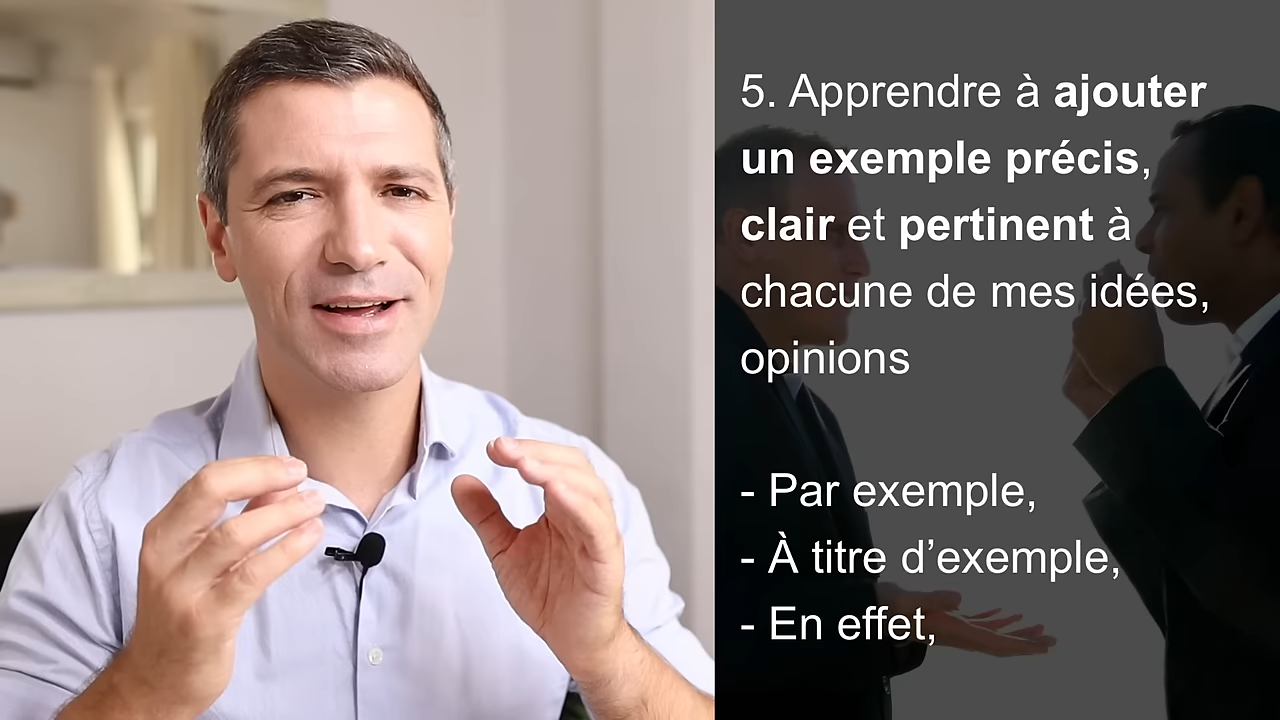 5. Apprendre à ajouter
un exemple précis,
clair et pertinent à
chacune de mes idées,
opinions
- Par exemple,
- À titre d’exemple,
- En effet,